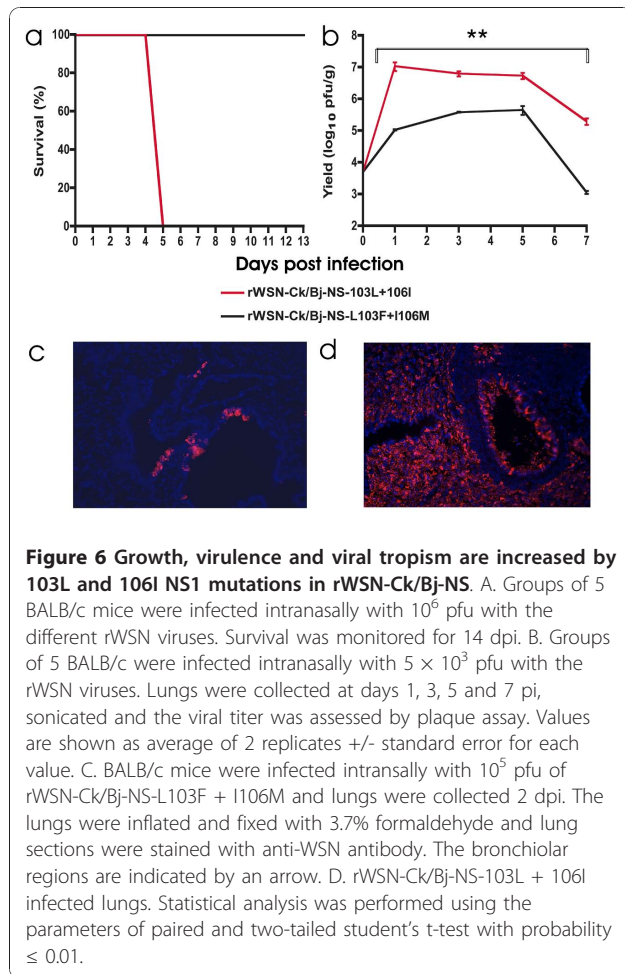 a
b
Survival (%)
100
80
60
40
20
0
0 1 2 3 4 5 6 7 8 9 10 11 12 13
**
Yield (log10 pfu/g)
8
7
6
5
4
3
2
0 1 2 3 4 5 6 7
Days post infection
rWSN-Ck/Bj-NS-103L+106I
rWSN-Ck/Bj-NS-L103F+I106M
c
d
Figure 6 Growth, virulence and viral tropism are increased by
103L and 106I NS1 mutations in rWSN-Ck/Bj-NS. A. Groups of 5
BALB/c mice were infected intranasally with 10⁶ pfu with the
different rWSN viruses. Survival was monitored for 14 dpi. B. Groups
of 5 BALB/c were infected intranasally with 5 × 10³ pfu with the
rWSN viruses. Lungs were collected at days 1, 3, 5 and 7 pi,
sonicated and the viral titer was assessed by plaque assay. Values
are shown as average of 2 replicates +/- standard error for each
value. C. BALB/c mice were infected intransally with 10⁵ pfu of
rWSN-Ck/Bj-NS-L103F + I106M and lungs were collected 2 dpi. The
lungs were inflated and fixed with 3.7% formaldehyde and lung
sections were stained with anti-WSN antibody. The bronchiolar
regions are indicated by an arrow. D. rWSN-Ck/Bj-NS-103L + 106I
infected lungs. Statistical analysis was performed using the
parameters of paired and two-tailed student's t-test with probability
≤ 0.01.